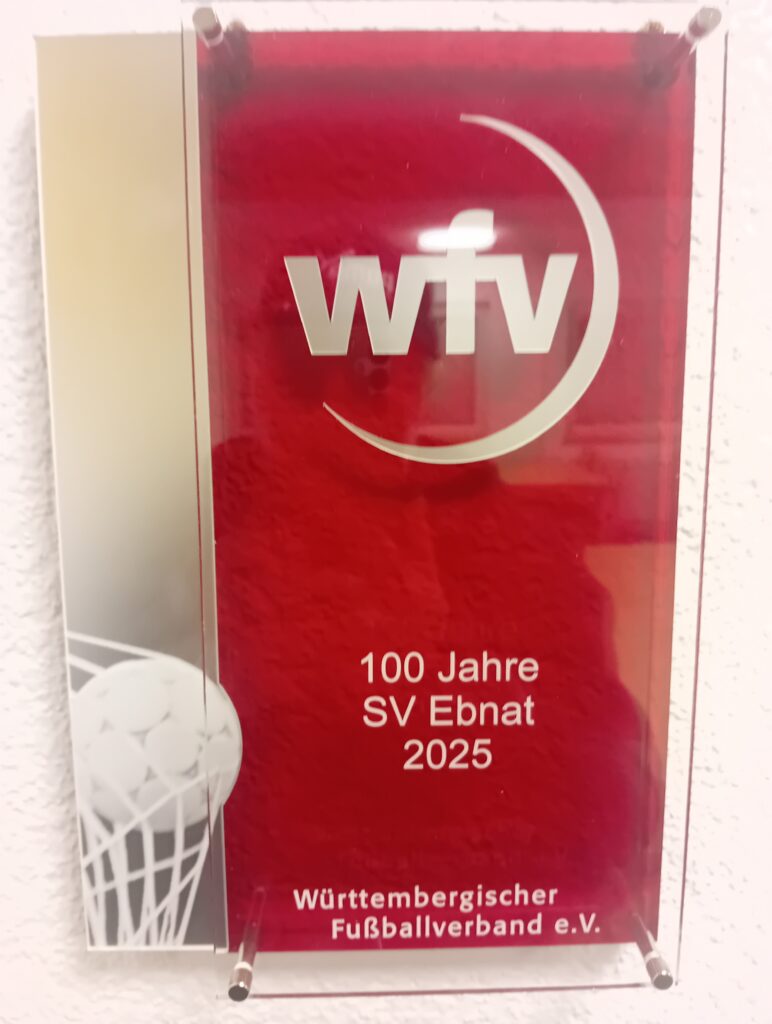 wfv
100 Jahre
SV Ebnat
2025
Württembergischer
Fußballverband e.V.